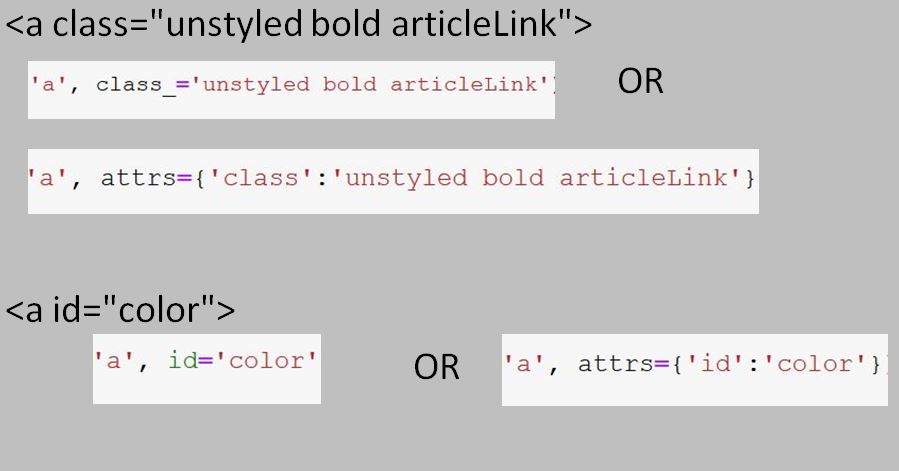 <a class="unstyled bold articleLink">
'a', class_='unstyled bold articleLink')
OR
'a', attrs={'class':'unstyled bold articleLink'}
<a id="color">
'a', id='color'
OR
'a', attrs={'id':'color'})